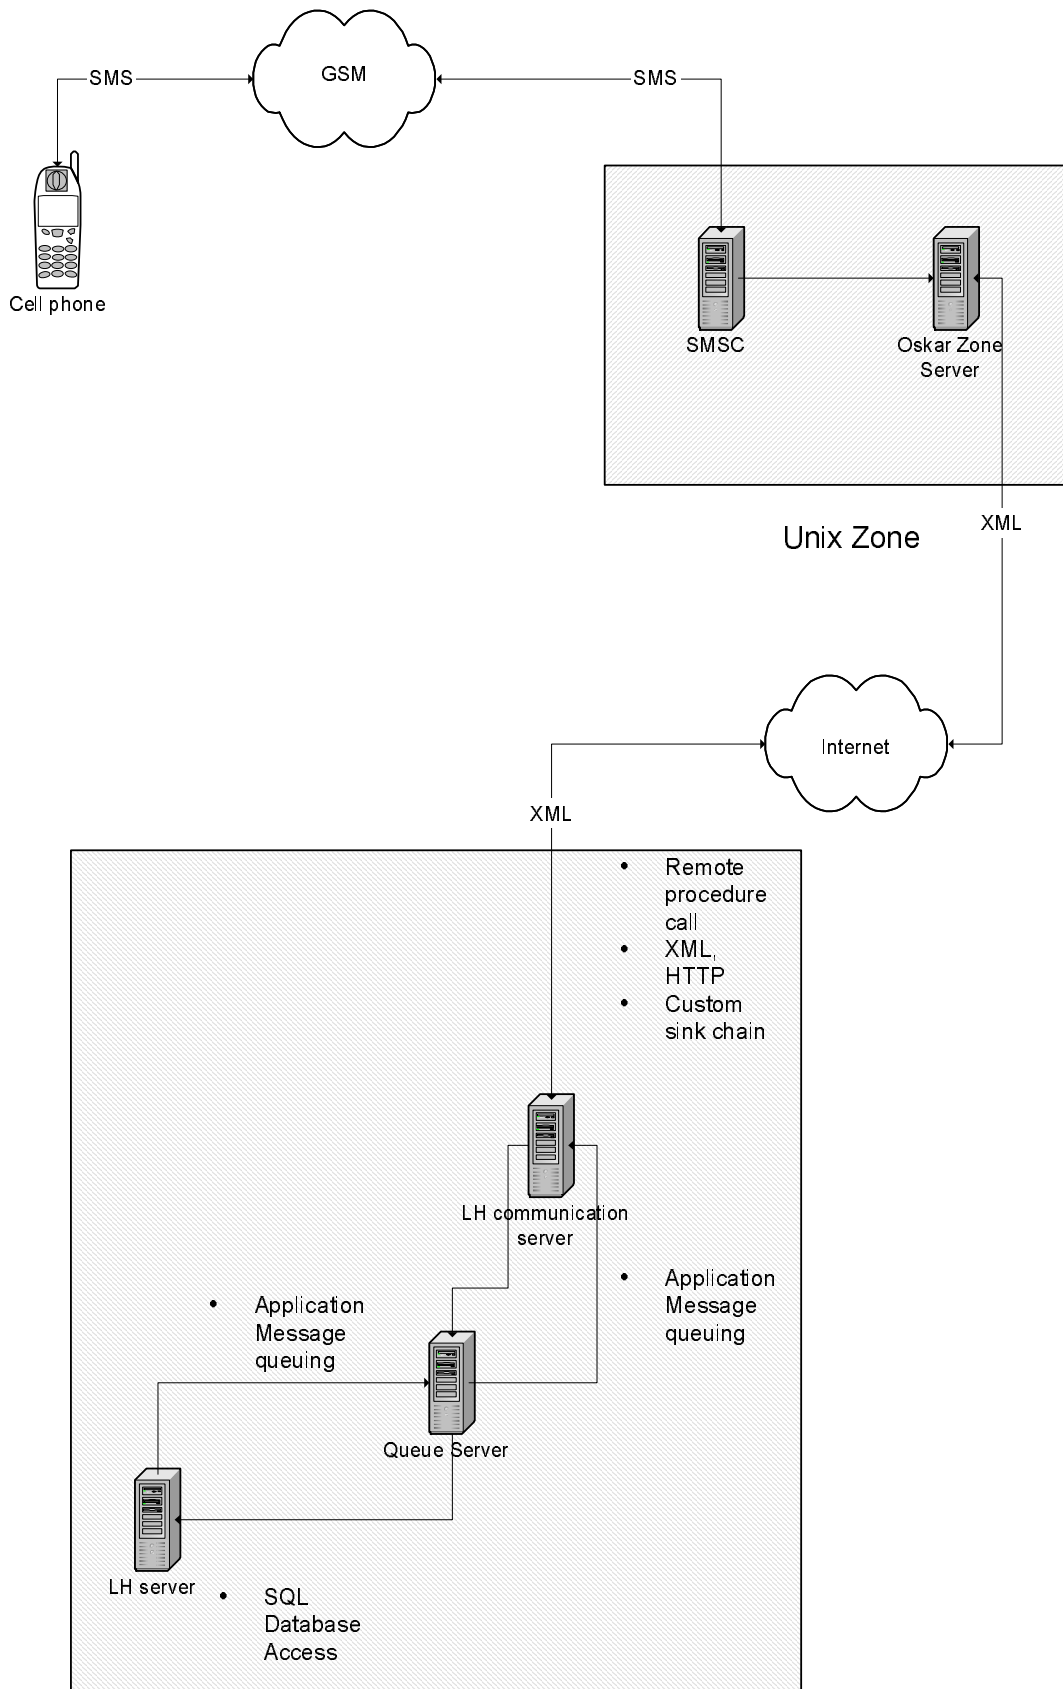 SMS
GSM
SMS
Cell phone
SMSC
Oskar Zone
Server
Unix Zone
XML
Internet
XML
• Remote
procedure
call
• XML,
HTTP
• Custom
sink chain
LH communication
server
• Application
Message
queuing
• Application
Message
queuing
Queue Server
LH server
• SQL
Database
Access